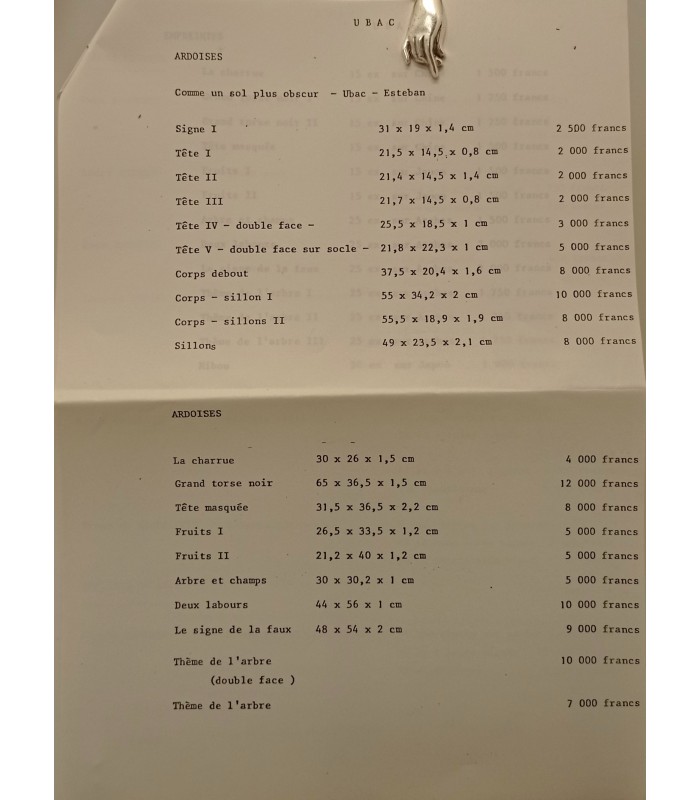 UBAC
ARDOISES
Comme un sol plus obscur - Ubac - Esteban
Signe I 31 x 19 x 1,4 cm 2 500 francs
Tête I 21,5 x 14,5 x 0,8 cm 2 000 francs
Tête II 21,4 x 14,5 x 1,4 cm 2 000 francs
Tête III 21,7 x 14,5 x 0,8 cm 2 000 francs
Tête IV - double face - 25,5 x 18,5 x 1 cm 3 000 francs
Tête V - double face sur socle - 21,8 x 22,3 x 1 cm 5 000 francs
Corps debout 37,5 x 20,4 x 1,6 cm 8 000 francs
Corps - sillon I 55 x 34,2 x 2 cm 10 000 francs
Corps - sillons II 55,5 x 18,9 x 1,9 cm 8 000 francs
Sillons 49 x 23,5 x 2,1 cm 8 000 francs
ARDOISES
La charrue 30 x 26 x 1,5 cm 4 000 francs
Grand torse noir 65 x 36,5 x 1,5 cm 12 000 francs
Tête masquée 31,5 x 36,5 x 2,2 cm 8 000 francs
Fruits I 26,5 x 33,5 x 1,2 cm 5 000 francs
Fruits II 21,2 x 40 x 1,2 cm 5 000 francs
Arbre et champs 30 x 30,2 x 1 cm 5 000 francs
Deux labours 44 x 56 x 1 cm 10 000 francs
Le signe de la faux 48 x 54 x 2 cm 9 000 francs
Thème de l'arbre 10 000 francs
(double face )
Thème de l'arbre 7 000 francs